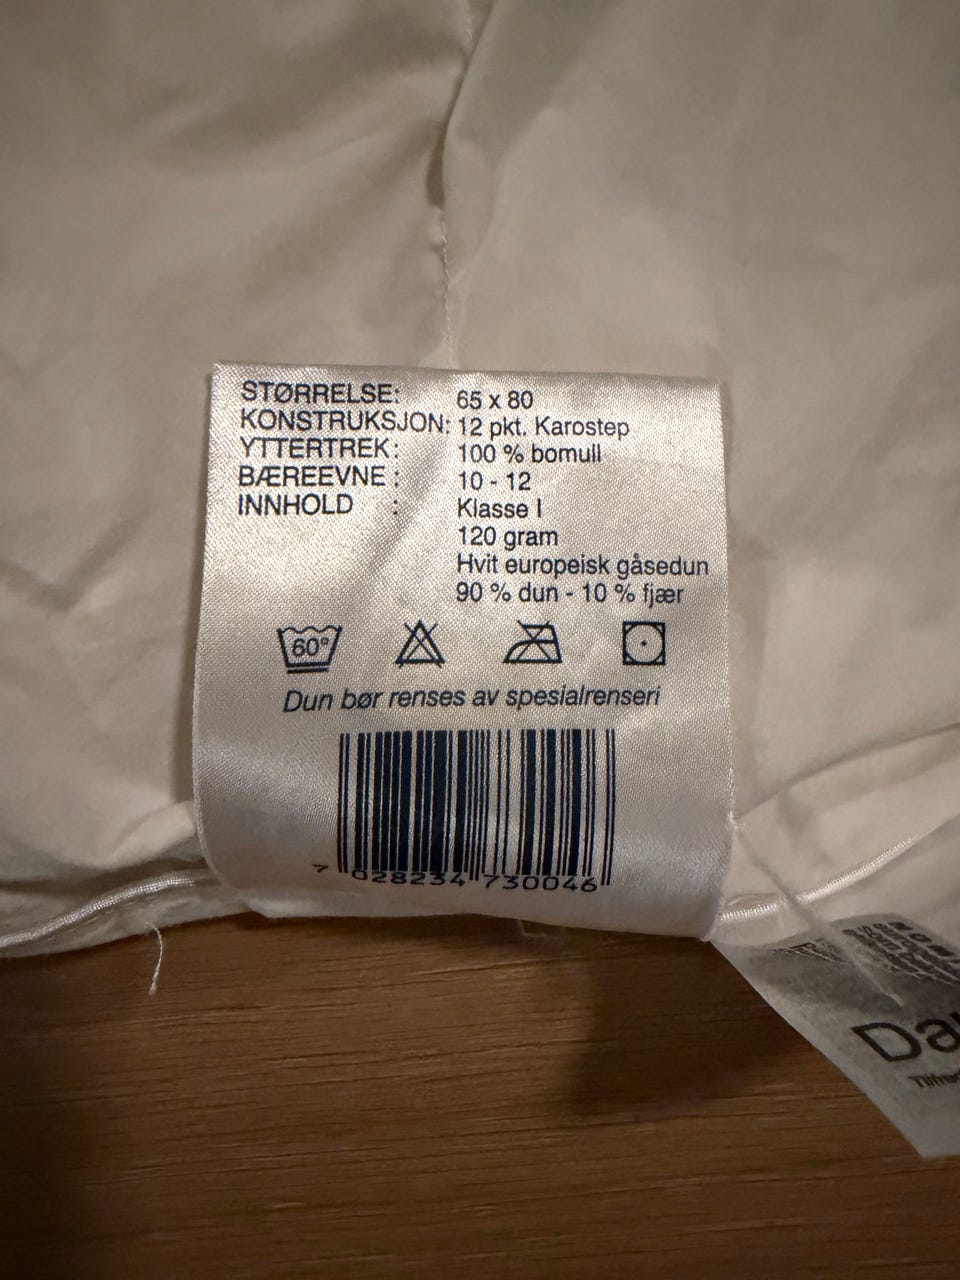 STØRRELSE: 65 x 80
KONSTRUKSJON: 12 pkt. Karostep
YTTERTREK: 100 % bomull
BÆREEVNE : 10 - 12
INNHOLD : Klasse I
120 gram
Hvit europeisk gåsedun
90 % dun - 10 % fjær
60°
Dun bør renses av spesialrenseri
7 028234 730046